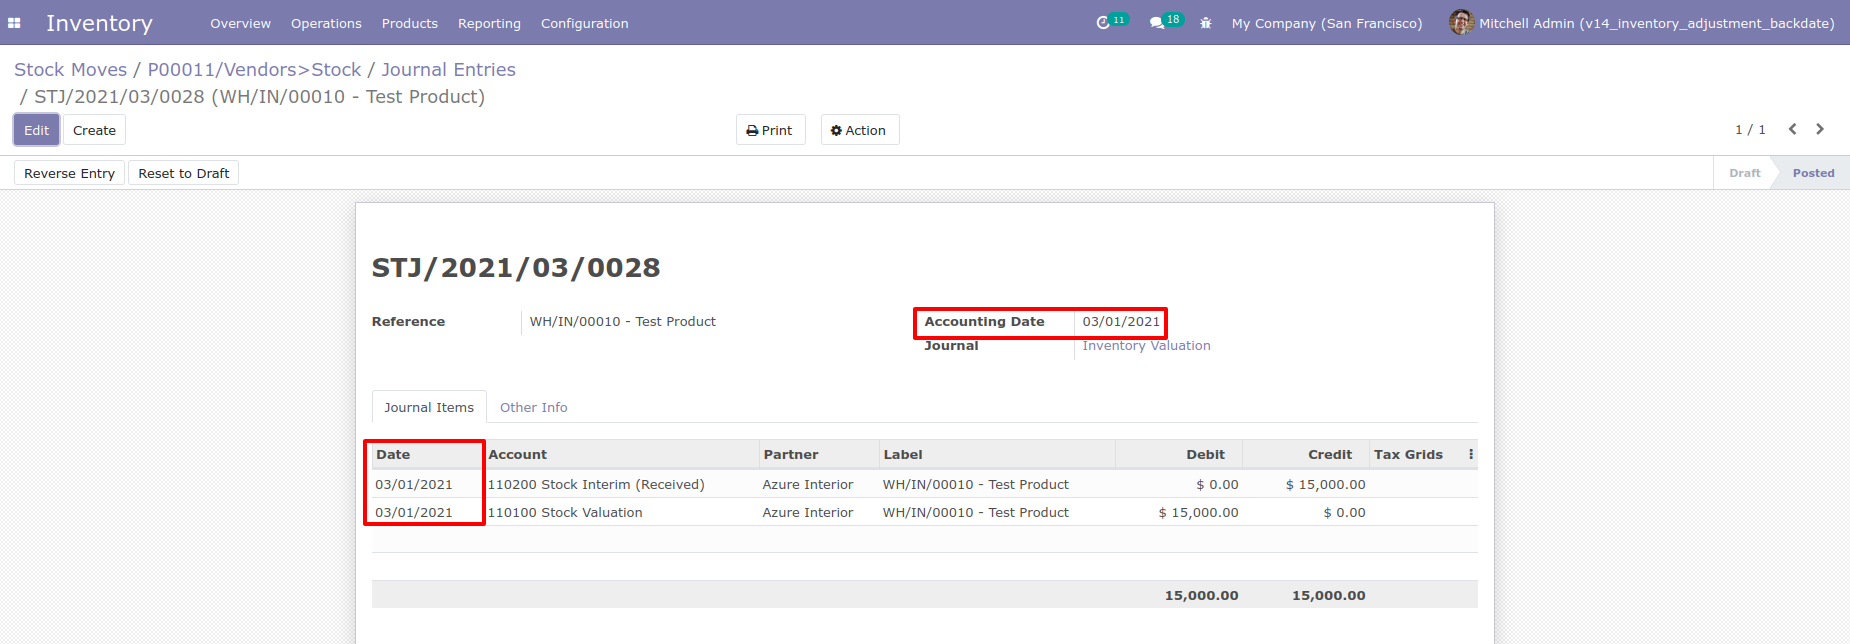 Inventory Overview Operations Products Reporting Configuration 11 18 My Company (San Francisco) Mitchell Admin (v14_inventory_adjustment_backdate)
Stock Moves / P00011/Vendors>Stock / Journal Entries
/ STJ/2021/03/0028 (WH/IN/00010 - Test Product)
Edit Create Print Action 1 / 1
Reverse Entry Reset to Draft Draft Posted
STJ/2021/03/0028
Reference WH/IN/00010 - Test Product Accounting Date 03/01/2021
Journal Inventory Valuation
Journal Items Other Info
Date Account Partner Label Debit Credit Tax Grids
03/01/2021 110200 Stock Interim (Received) Azure Interior WH/IN/00010 - Test Product $ 0.00 $ 15,000.00
03/01/2021 110100 Stock Valuation Azure Interior WH/IN/00010 - Test Product $ 15,000.00 $ 0.00
15,000.00 15,000.00